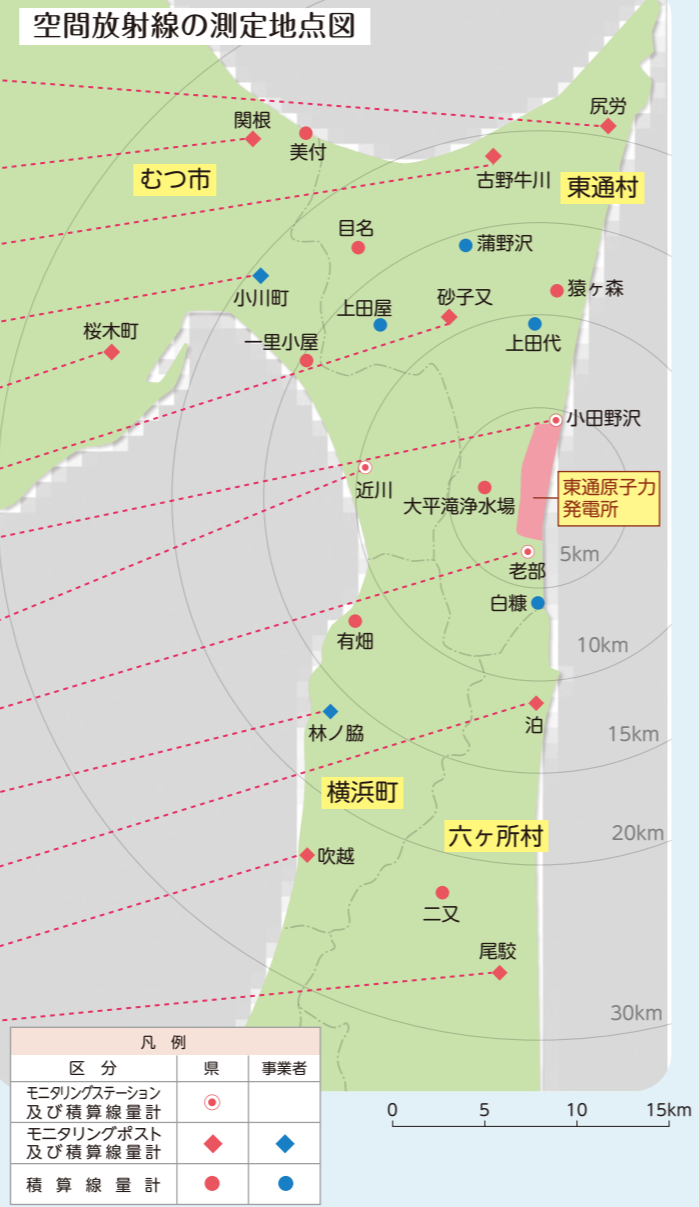 空間放射線の測定地点図
尻労
関根
美付
むつ市
古野牛川
東通村
目名
蒲野沢
小川町
猿ヶ森
上田屋
砂子又
桜木町
一里小屋
上田代
小田野沢
近川
大平滝浄水場
東通原子力
発電所
5km
老部
白糠
有畑
10km
泊
林ノ脇
15km
横浜町
六ヶ所村
20km
吹越
二又
尾駮
30km
凡例
区分 県 事業者
モニタリングステーション
及び積算線量計
モニタリングポスト
及び積算線量計
積算線量計
0 5 10 15km